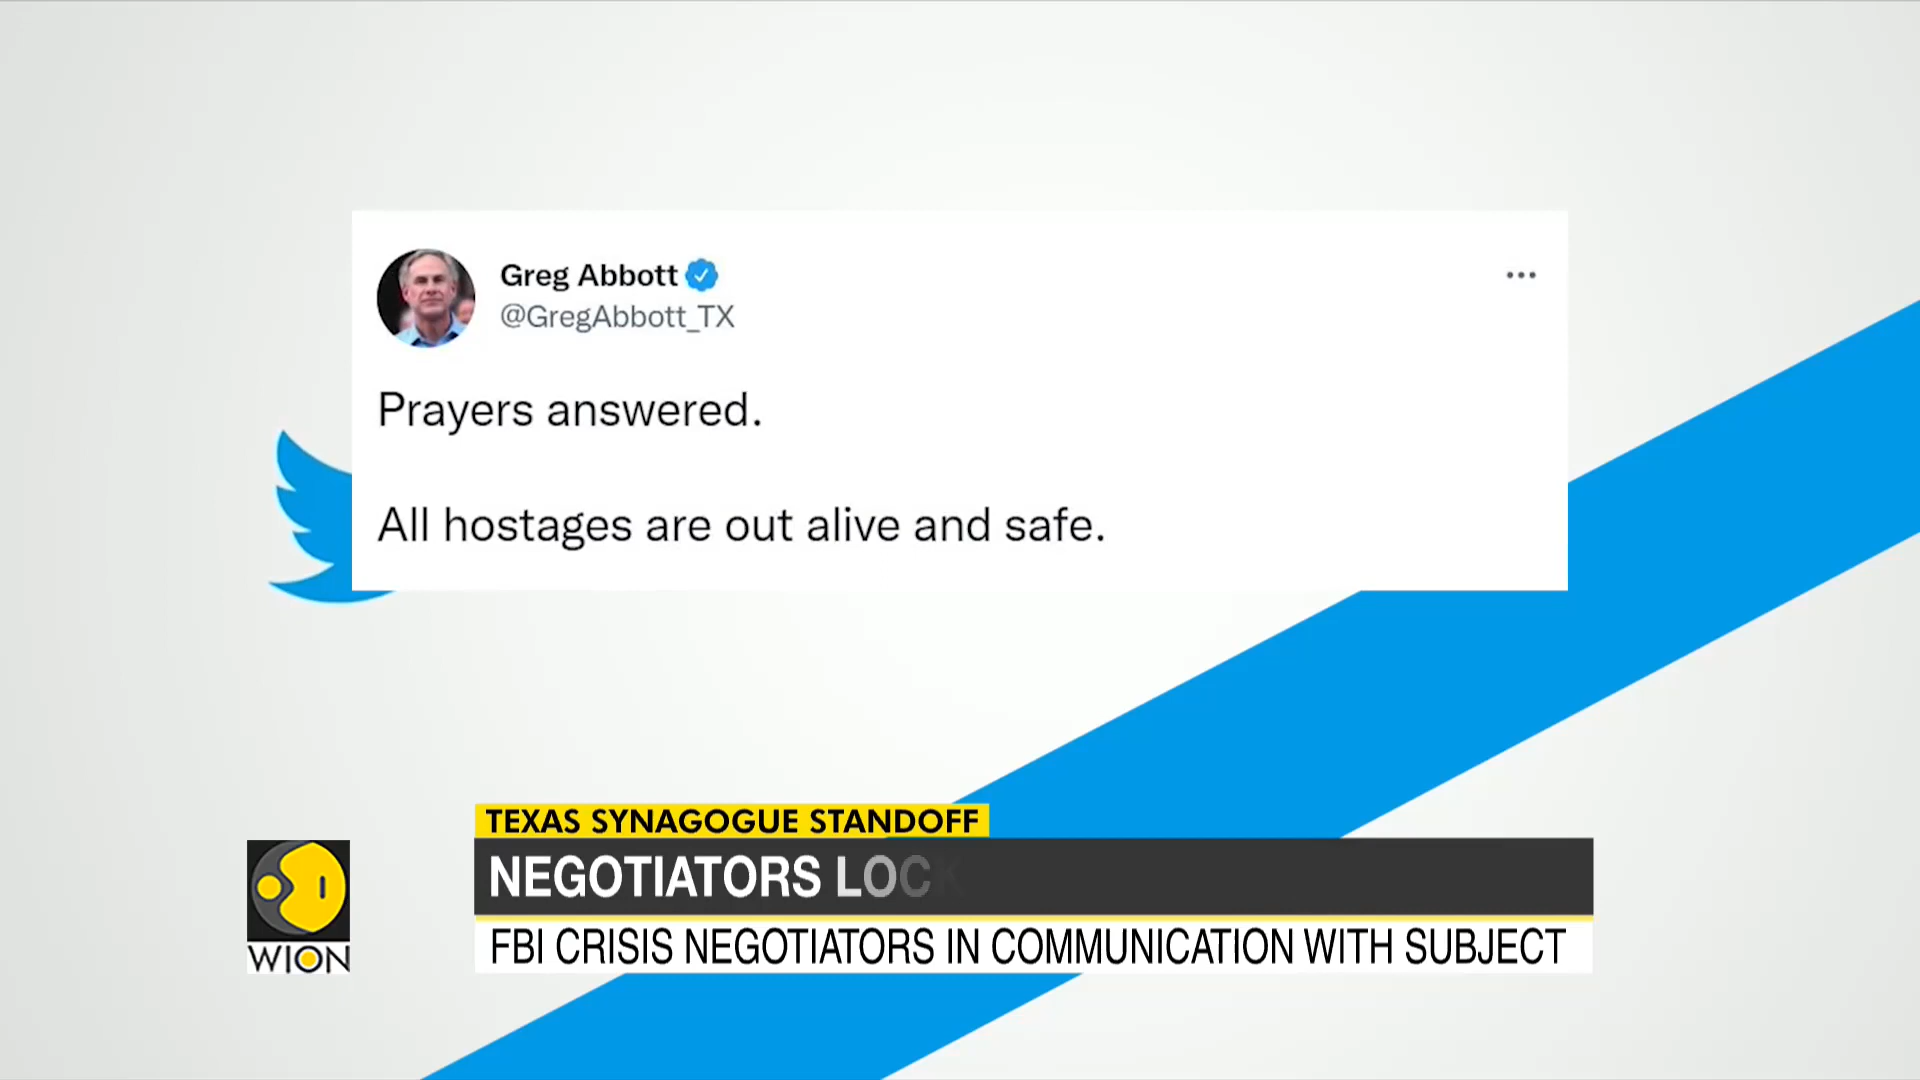 Greg Abbott
@GregAbbott_TX
Prayers answered.
All hostages are out alive and safe.
TEXAS SYNAGOGUE STANDOFF
NEGOTIATORS LOCK
FBI CRISIS NEGOTIATORS IN COMMUNICATION WITH SUBJECT
WION